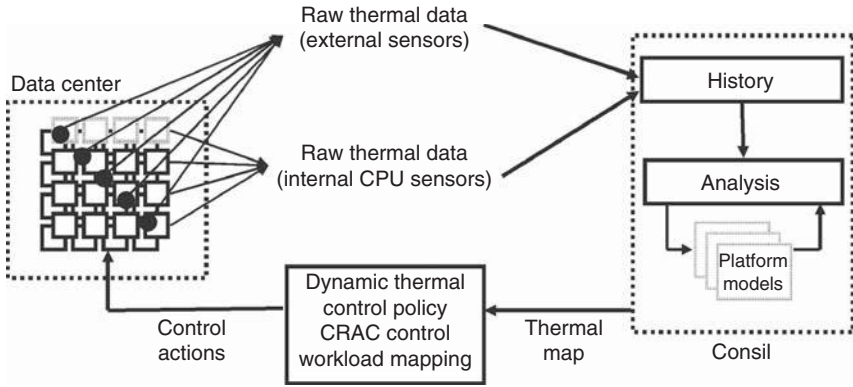 Raw thermal data
(external sensors)
Data center
History
Raw thermal data
(internal CPU sensors)
Analysis
Platform
models
Dynamic thermal
control policy
CRAC control
workload mapping
Control
actions
Thermal
map
Consil